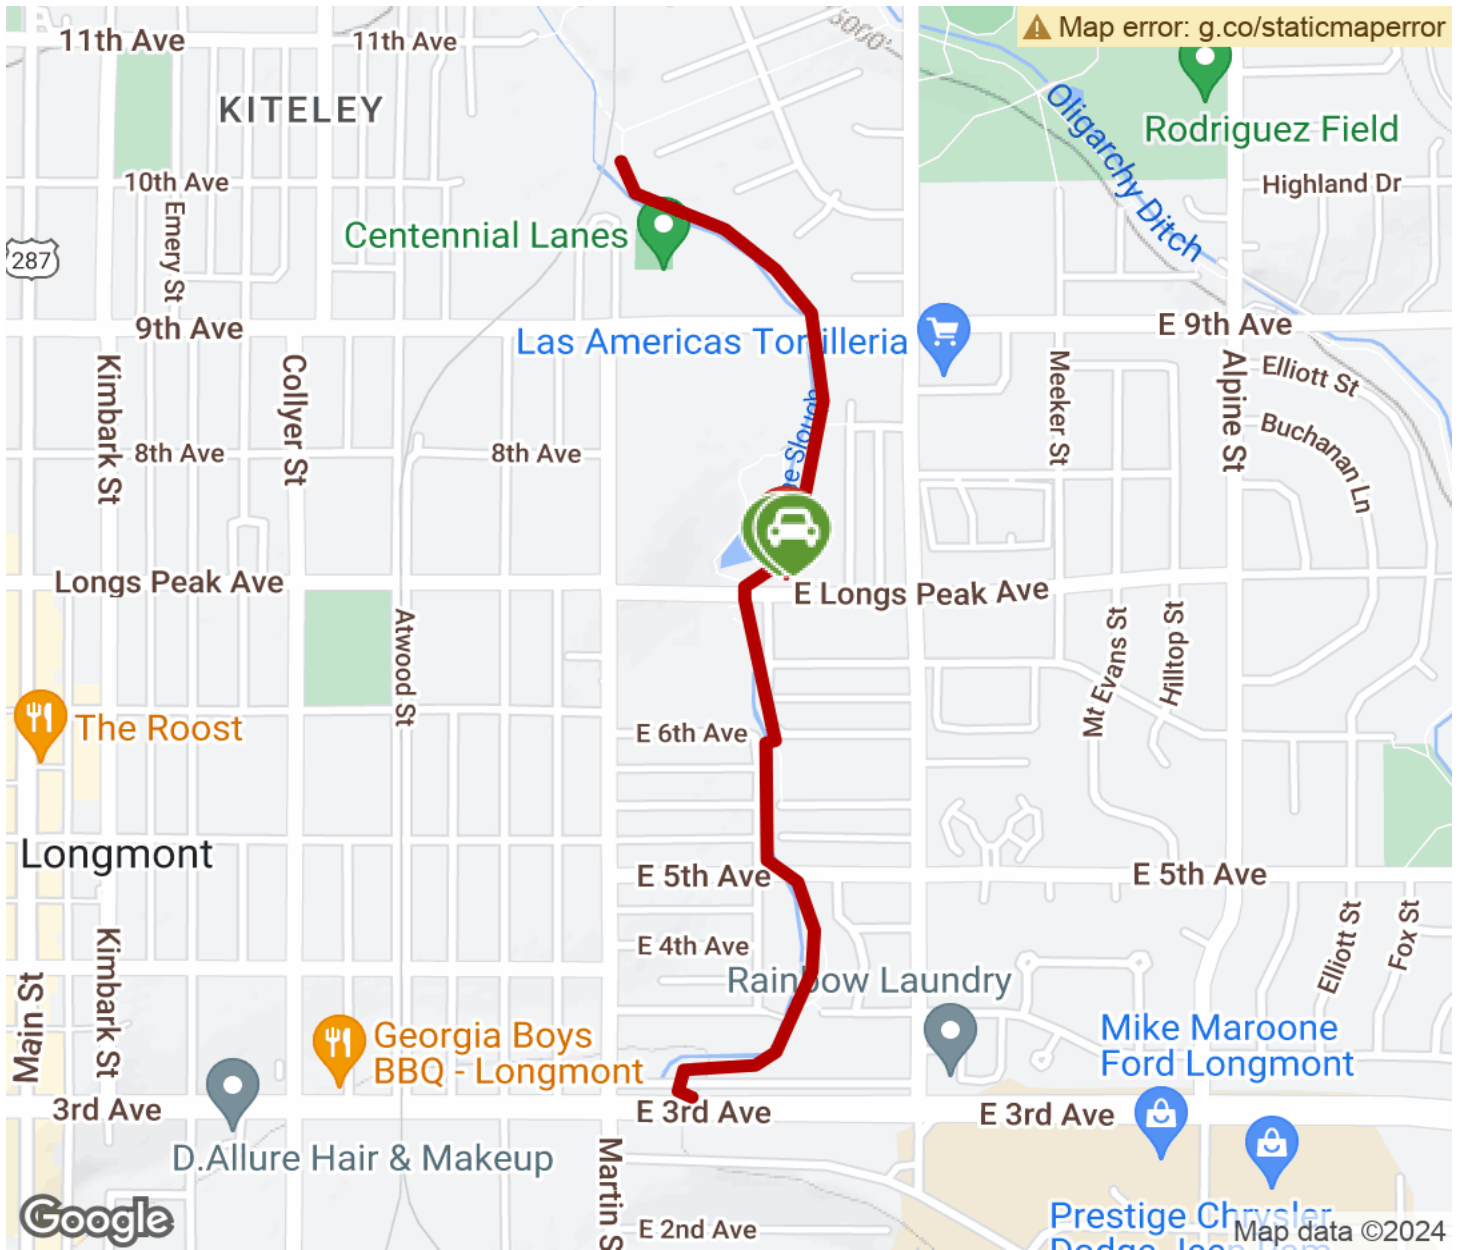 11th Ave
11th Ave
5000'
Map error: g.co/staticmaperror
KITELEY
Rodriguez Field
Oligarchy Ditch
10th Ave
Highland Dr
Emery St
Centennial Lanes
287
9th Ave
Las Americas Tortilleria
E 9th Ave
Kimbark St
Collyer St
Meeker St
Alpine St
Elliott St
Buchanan Ln
8th Ave
8th Ave
Slough
Longs Peak Ave
E Longs Peak Ave
Atwood St
Mt Evans St
Hilltop St
The Roost
E 6th Ave
Longmont
E 5th Ave
E 5th Ave
Kimbark St
Main St
E 4th Ave
Elliott St
Fox St
Rainbow Laundry
Georgia Boys
BBQ - Longmont
Mike Maroone
Ford Longmont
3rd Ave
E 3rd Ave
E 3rd Ave
D.Allure Hair & Makeup
Martin S
Google
E 2nd Ave
Prestige Chrysler
Map data ©2024